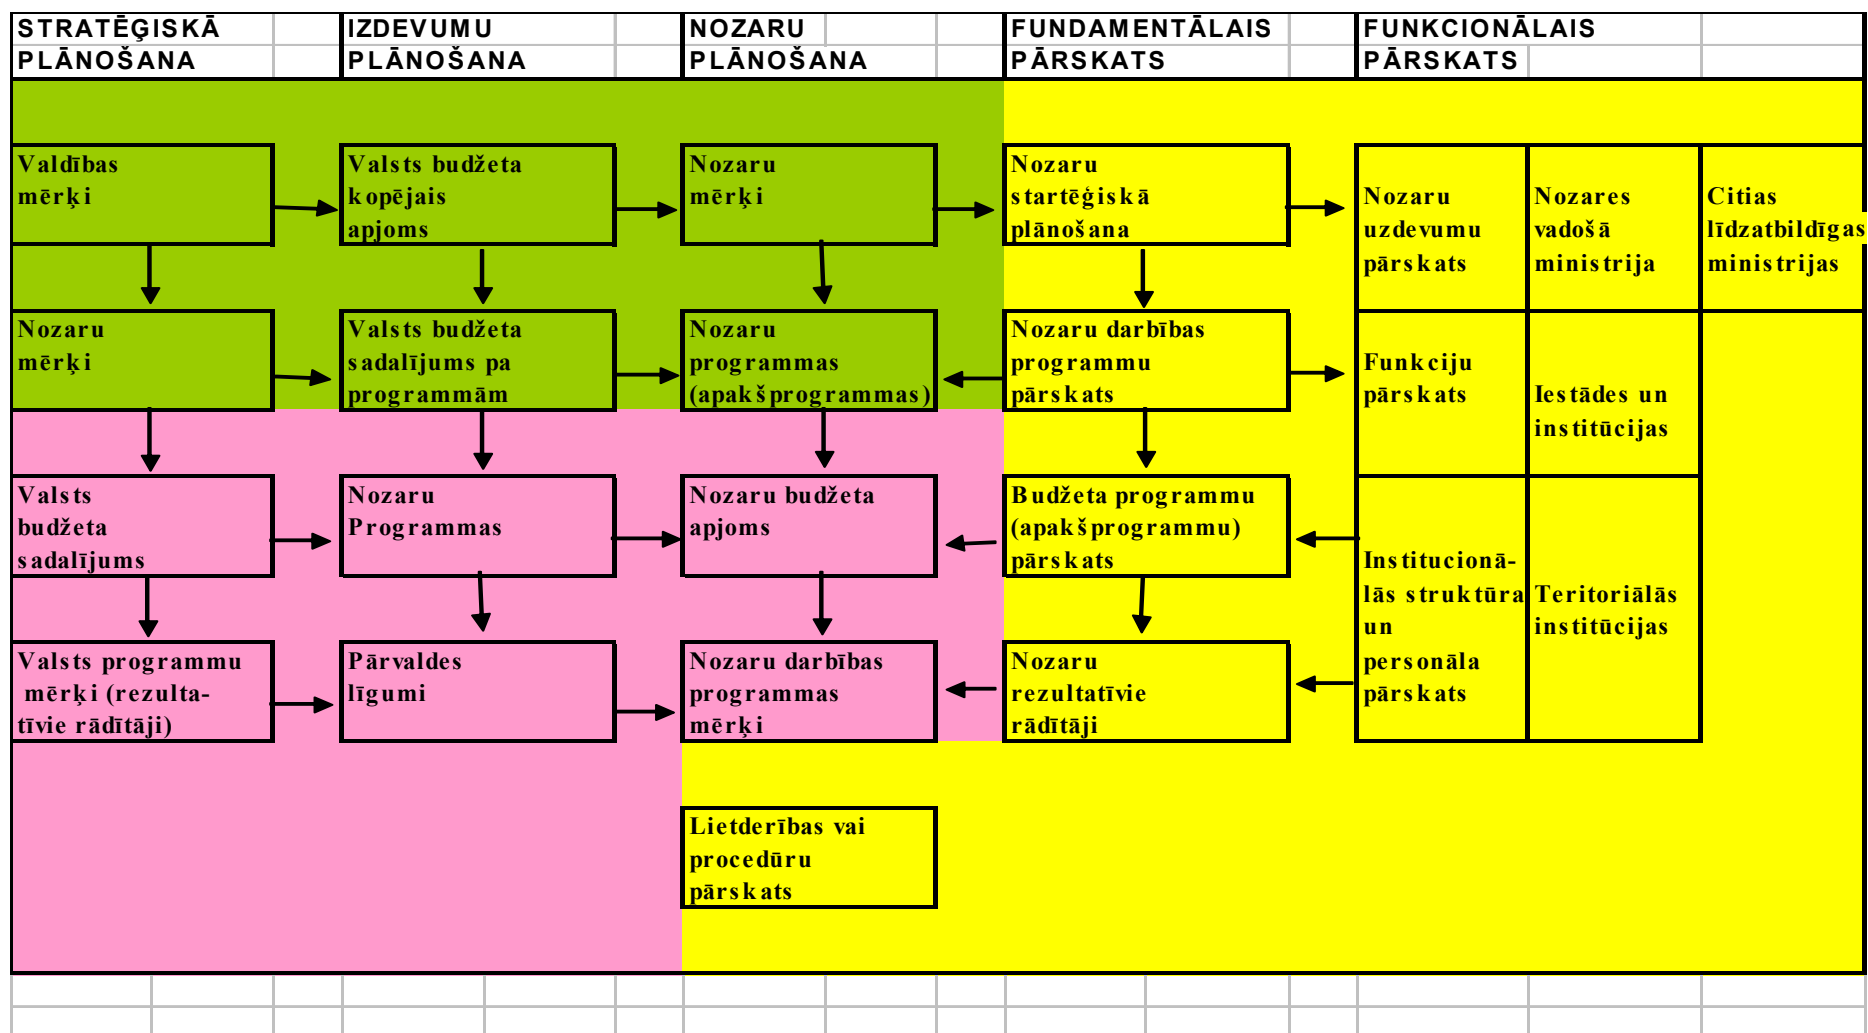 STRATĒĢISKĀ
PLĀNOŠANA
IZDEVUMU
PLĀNOŠANA
NOZARU
PLĀNOŠANA
FUNDAMENTĀLAIS
PĀRSKATS
FUNKCIONĀLAIS
PĀRSKATS
Valdības
mērķi
Valsts budžeta
kopējais
apjoms
Nozaru
mērķi
Nozaru
startēģiskā
plānošana
Nozaru
uzdevumu
pārskats
Nozares
vadošā
ministrija
Citias
līdzatbildīgas
ministrijas
Nozaru
mērķi
Valsts budžeta
sadalījums pa
programmām
Nozaru
programmas
(apakšprogrammas)
Nozaru darbības
programmu
pārskats
Funkciju
pārskats
Iestādes un
institūcijas
Valsts
budžeta
sadalījums
Nozaru
Programmas
Nozaru budžeta
apjoms
Budžeta programmu
(apakšprogrammu)
pārskats
Institucionā-
lās struktūra
un
personāla
pārskats
Teritoriālās
institūcijas
Valsts programmu
mērķi (rezulta-
tīvie rādītāji)
Pārvaldes
līgumi
Nozaru darbības
programmas
mērķi
Nozaru
rezultatīvie
rādītāji
Lietderības vai
procedūru
pārskats